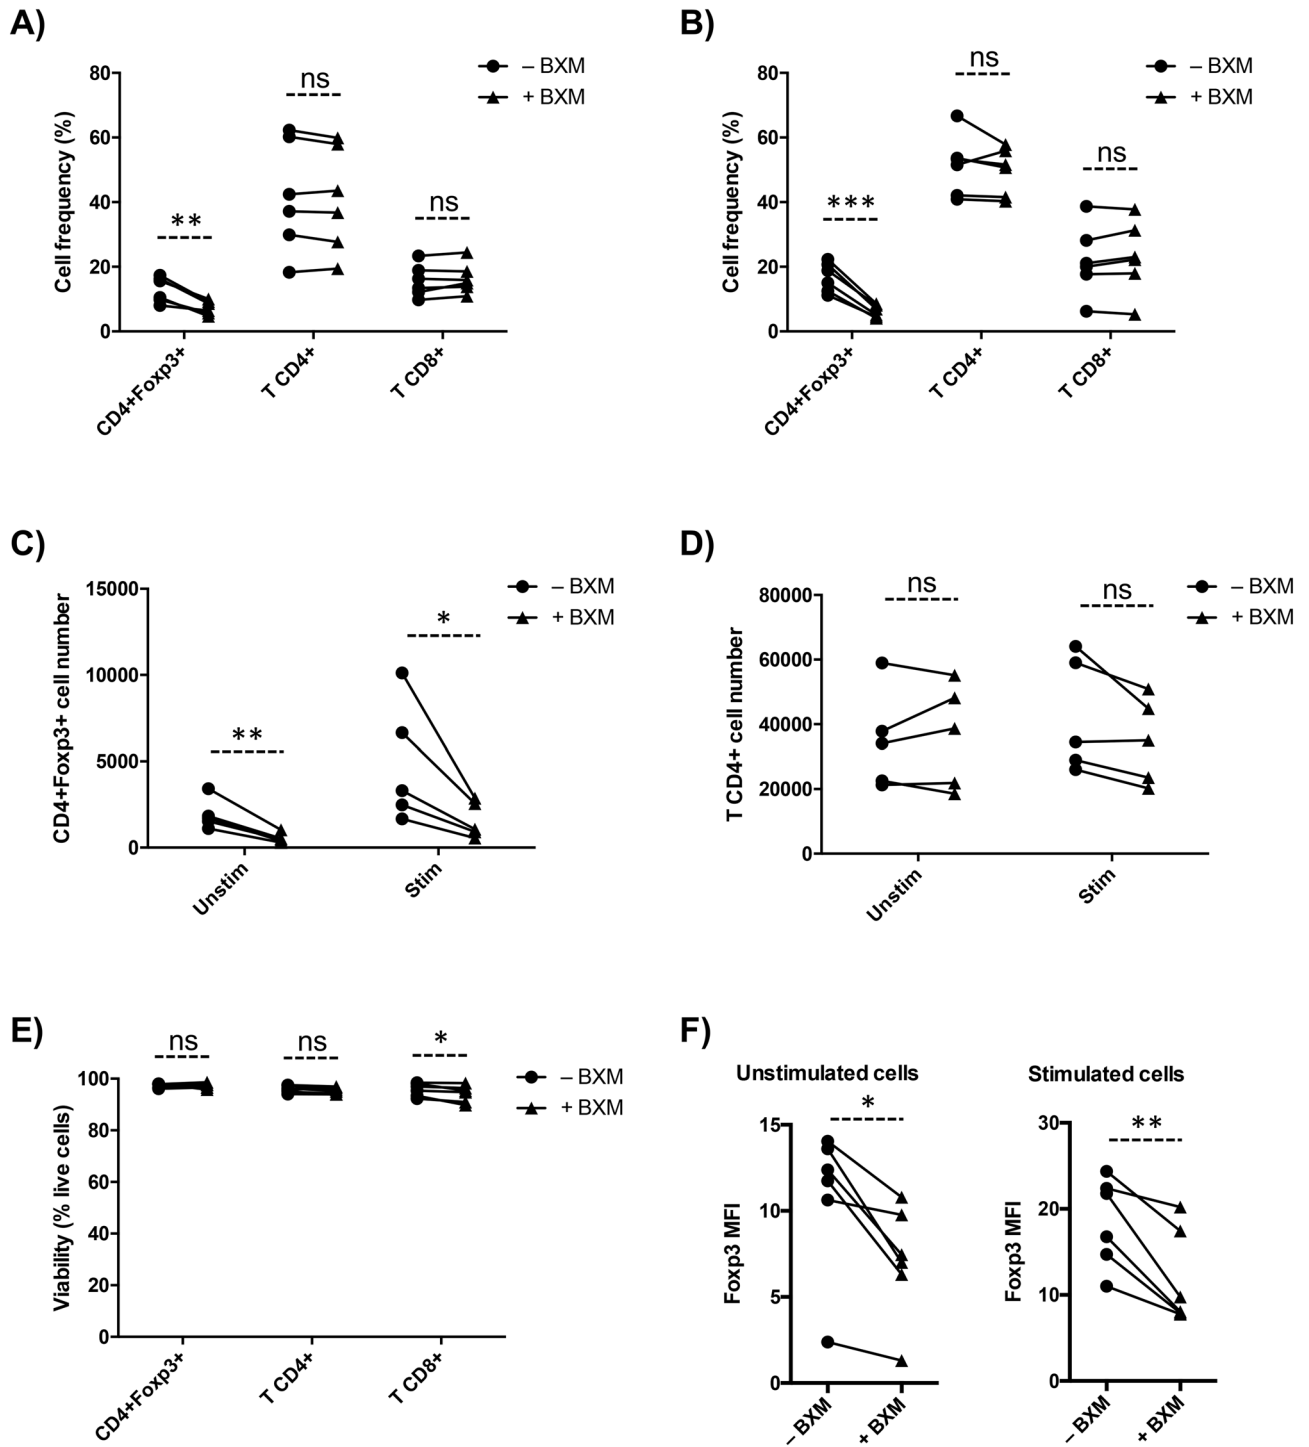 A)
– BXM
+ BXM
Cell frequency (%)
80
60
40
20
0
**
ns
ns
CD4+Foxp3+
T CD4+
T CD8+
B)
– BXM
+ BXM
Cell frequency (%)
80
60
40
20
0
***
ns
ns
CD4+Foxp3+
T CD4+
T CD8+
C)
– BXM
+ BXM
CD4+Foxp3+ cell number
15000
10000
5000
0
**
*
Unstim
Stim
D)
– BXM
+ BXM
T CD4+ cell number
80000
60000
40000
20000
0
ns
ns
Unstim
Stim
E)
– BXM
+ BXM
Viability (% live cells)
100
80
60
40
20
0
ns
ns
*
CD4+Foxp3+
T CD4+
T CD8+
F)
Unstimulated cells
*
Foxp3 MFI
15
10
5
0
– BXM
+ BXM
Stimulated cells
**
Foxp3 MFI
30
20
10
0
– BXM
+ BXM